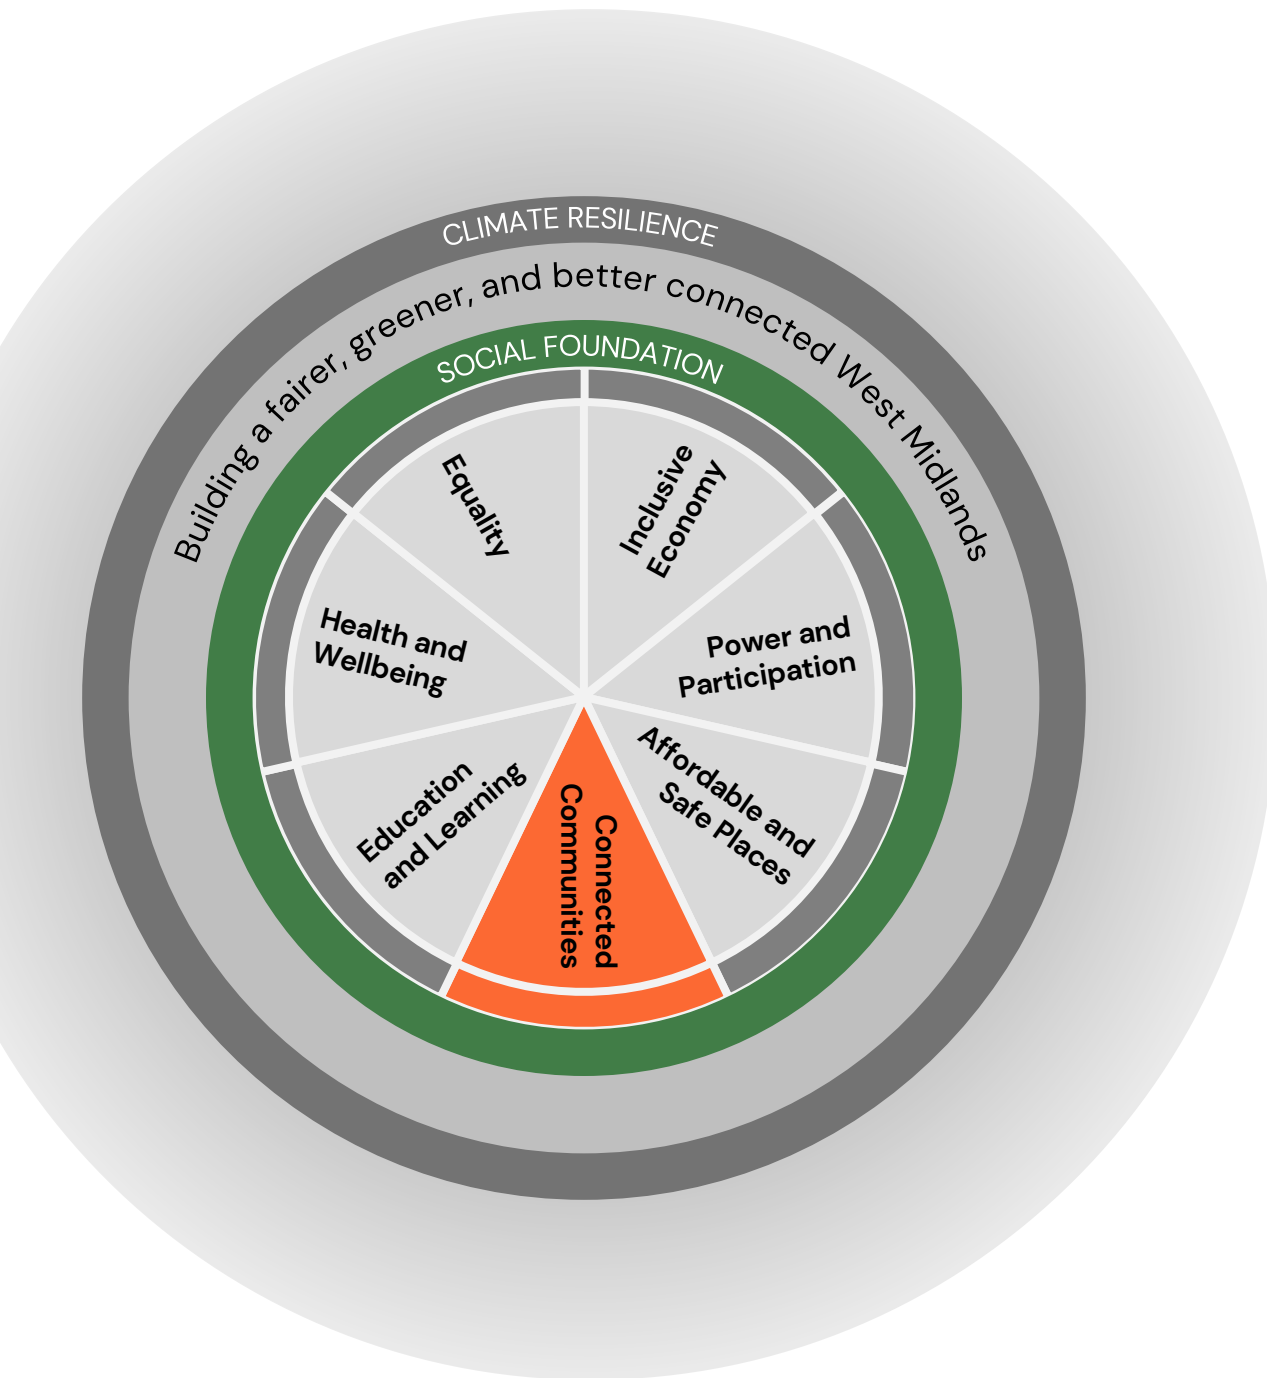 CLIMATE RESILIENCE
Building a fairer, greener, and better connected West Midlands
SOCIAL FOUNDATION
Equality
Inclusive
Economy
Health and
Wellbeing
Power and
Participation
Education
and Learning
Connected
Communities
Affordable and
Safe Places